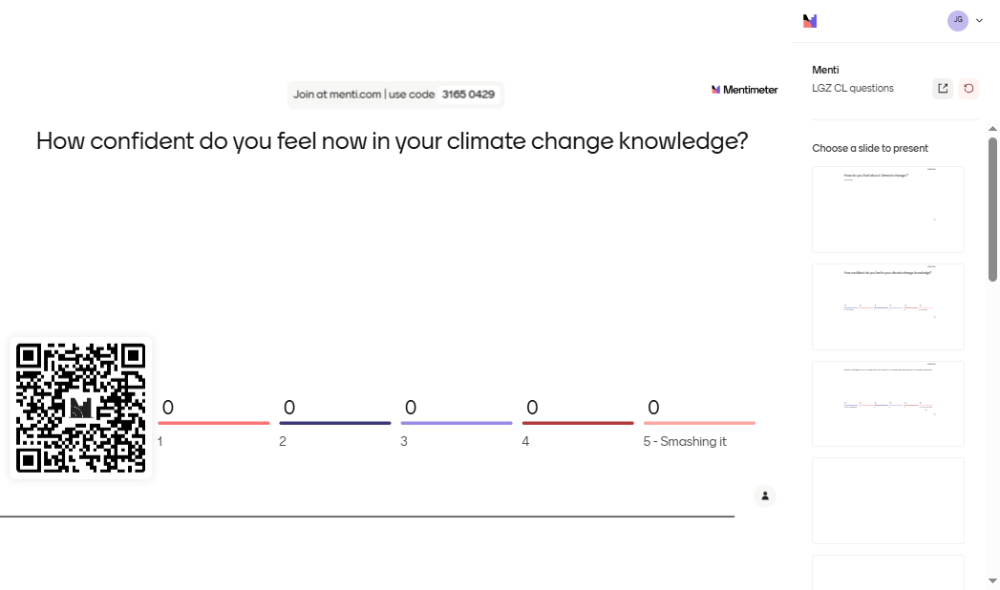 JG
Menti
LGZ CL questions
Join at menti.com | use code 3165 0429
Mentimeter
How confident do you feel now in your climate change knowledge?
Choose a slide to present
How do you feel about climate change?
How confident do you feel in your climate change knowledge?
0 0 0 0 0
1 2 3 4 5 - Smashing it